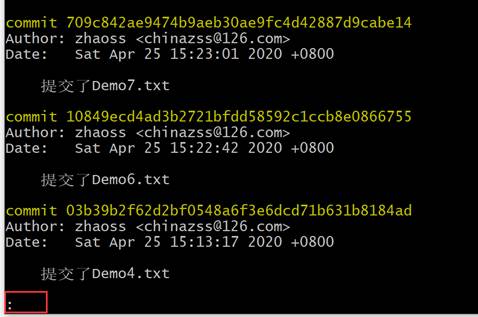 commit 709c842ae9474b9aeb30ae9fc4d42887d9cabe14
Author: zhaoss <chinazss@126.com>
Date:   Sat Apr 25 15:23:01 2020 +0800
提交了Demo7.txt
commit 10849ecd4ad3b2721bfdd58592c1ccb8e0866755
Author: zhaoss <chinazss@126.com>
Date:   Sat Apr 25 15:22:42 2020 +0800
提交了Demo6.txt
commit 03b39b2f62d2bf0548a6f3e6dcd71b631b8184ad
Author: zhaoss <chinazss@126.com>
Date:   Sat Apr 25 15:13:17 2020 +0800
提交了Demo4.txt
: